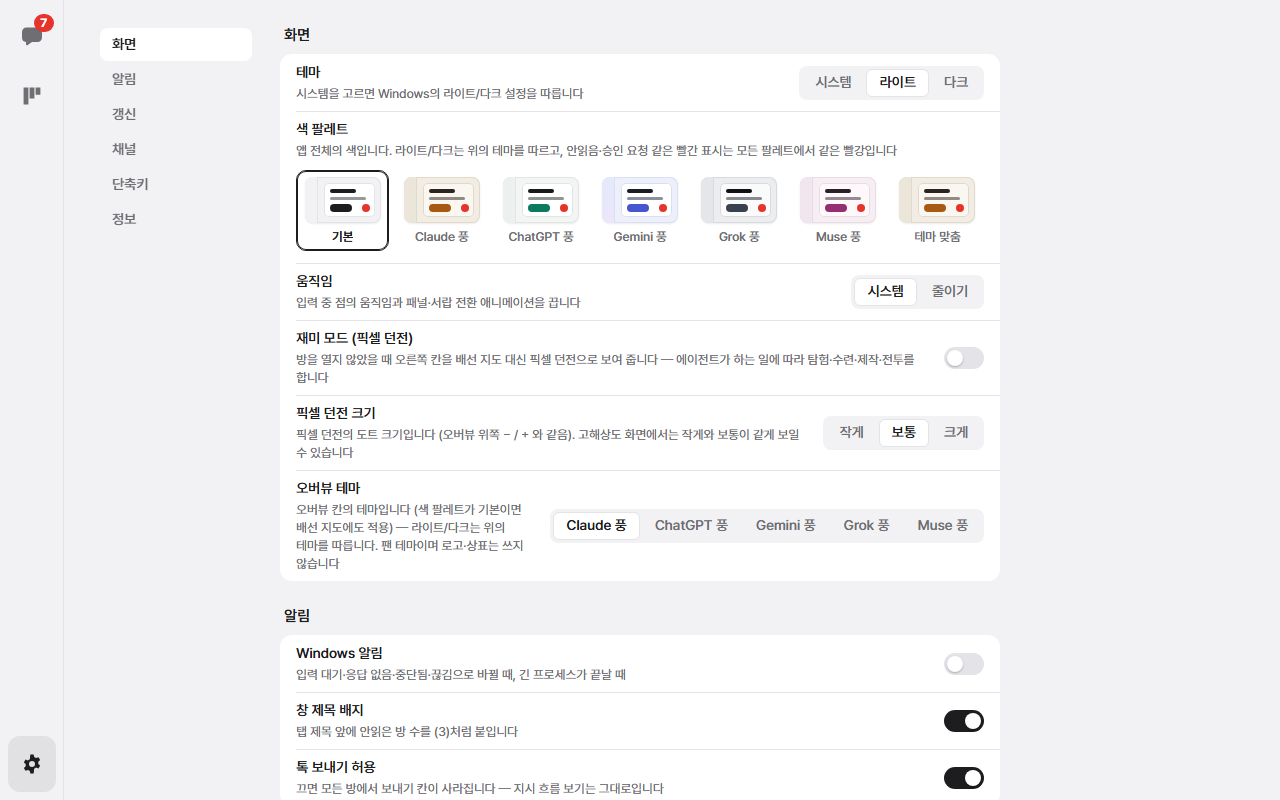 7
화면
알림
갱신
채널
단축키
정보
화면
테마
시스템을 고르면 Windows의 라이트/다크 설정을 따릅니다
시스템 라이트 다크
색 팔레트
앱 전체의 색입니다. 라이트/다크는 위의 테마를 따르고, 안읽음·승인 요청 같은 빨간 표시는 모든 팔레트에서 같은 빨강입니다
기본 Claude 풍 ChatGPT 풍 Gemini 풍 Grok 풍 Muse 풍 테마 맞춤
움직임
입력 중 점의 움직임과 패널·서랍 전환 애니메이션을 끕니다
시스템 줄이기
재미 모드 (픽셀 던전)
방을 열지 않았을 때 오른쪽 칸을 배선 지도 대신 픽셀 던전으로 보여 줍니다 — 에이전트가 하는 일에 따라 탐험·수련·제작·전투를
합니다
픽셀 던전 크기
픽셀 던전의 도트 크기입니다 (오버뷰 위쪽 − / + 와 같음). 고해상도 화면에서는 작게와 보통이 같게 보일
수 있습니다
작게 보통 크게
오버뷰 테마
오버뷰 칸의 테마입니다 (색 팔레트가 기본이면
배선 지도에도 적용) — 라이트/다크는 위의
테마를 따릅니다. 팬 테마이며 로고·상표는 쓰지
않습니다
Claude 풍 ChatGPT 풍 Gemini 풍 Grok 풍 Muse 풍
알림
Windows 알림
입력 대기·응답 없음·중단됨·끊김으로 바뀔 때, 긴 프로세스가 끝날 때
창 제목 배지
탭 제목 앞에 안읽은 방 수를 (3)처럼 붙입니다
톡 보내기 허용
끄면 모든 방에서 보내기 칸이 사라집니다 — 지시 흐름 보기는 그대로입니다